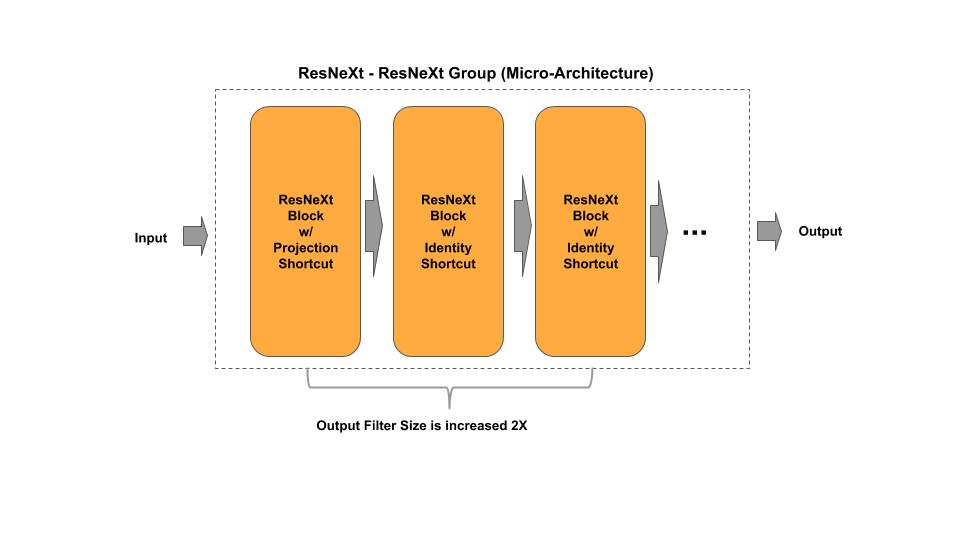 ResNeXt - ResNeXt Group (Micro-Architecture)
Input
ResNeXt
Block
w/
Projection
Shortcut
ResNeXt
Block
w/
Identity
Shortcut
ResNeXt
Block
w/
Identity
Shortcut
...
Output
Output Filter Size is increased 2X